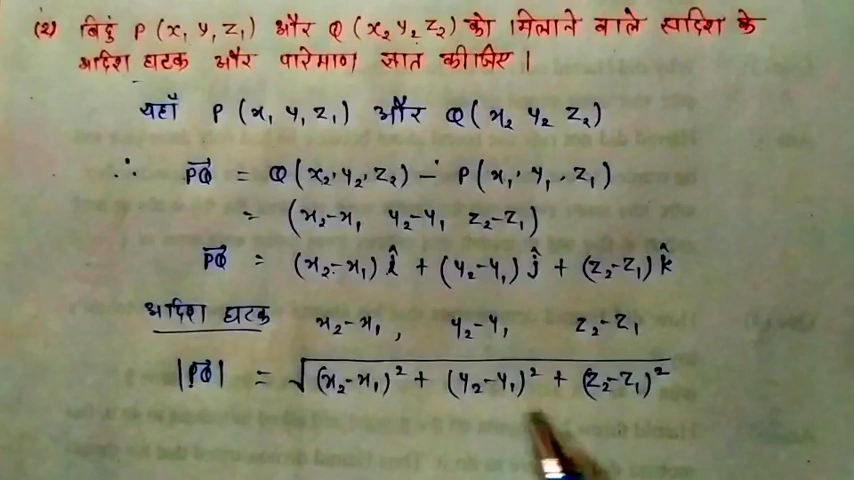 (2) बिदुं P(x₁ y₁ z₁) और Q(x₂ y₂ z₂) को मिलाने वाले सदिश के
अदिश घटक और परिमाण ज्ञात कीजिए ।
यहाँ P(x₁ y₁ z₁) और Q(x₂ y₂ z₂)
∴ PQ⃗ = Q(x₂, y₂, z₂) − P(x₁, y₁, z₁)
= (x₂−x₁ y₂−y₁ z₂−z₁)
PQ⃗ = (x₂−x₁)î + (y₂−y₁)ĵ + (z₂−z₁)k̂
अदिश घटक x₂−x₁, y₂−y₁ z₂−z₁
|PQ⃗| = √((x₂−x₁)² + (y₂−y₁)² + (z₂−z₁)²)